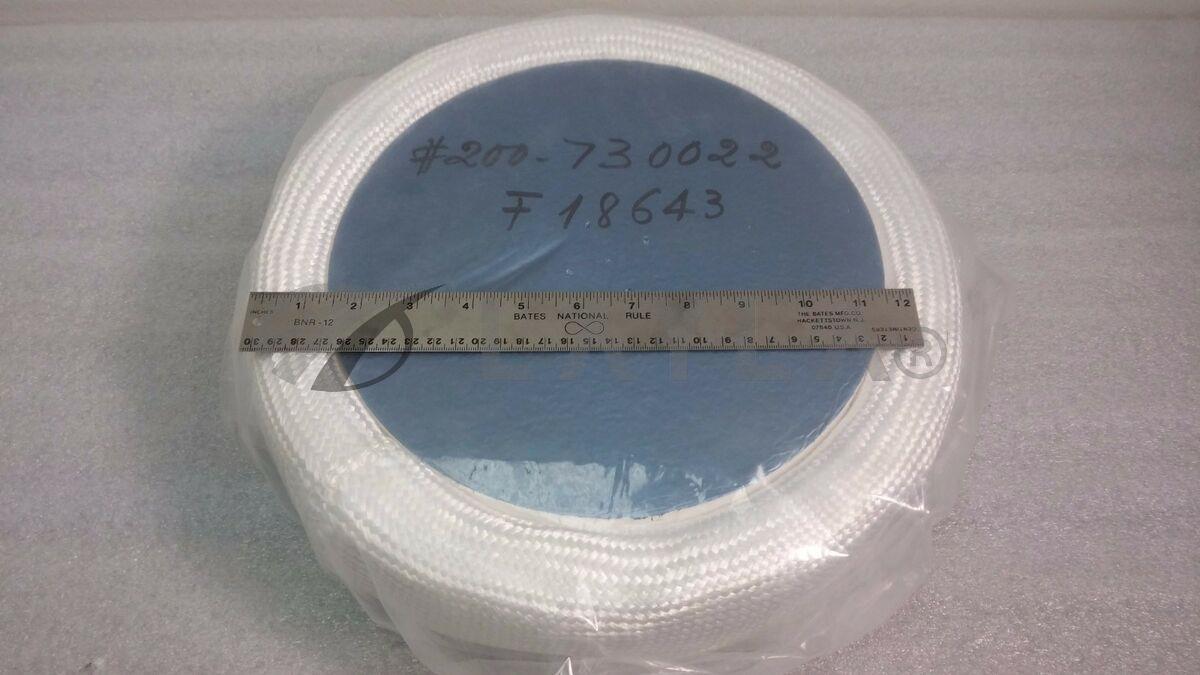 #200-730022
F 18643
INCHES 1 2 3 4 5 6 7 8 9 10 11 12
BNR-12 BATES NATIONAL RULE THE BATES MFG. CO.
HACKETTSTOWN N.J.
07840 U.S.A.
CENTIMETERS
30 29 28 27 26 25 24 23 22 21 20 19 18 17 16 15 14 13 12 11 10 9 8 7 6 5 4 3 2 1
®